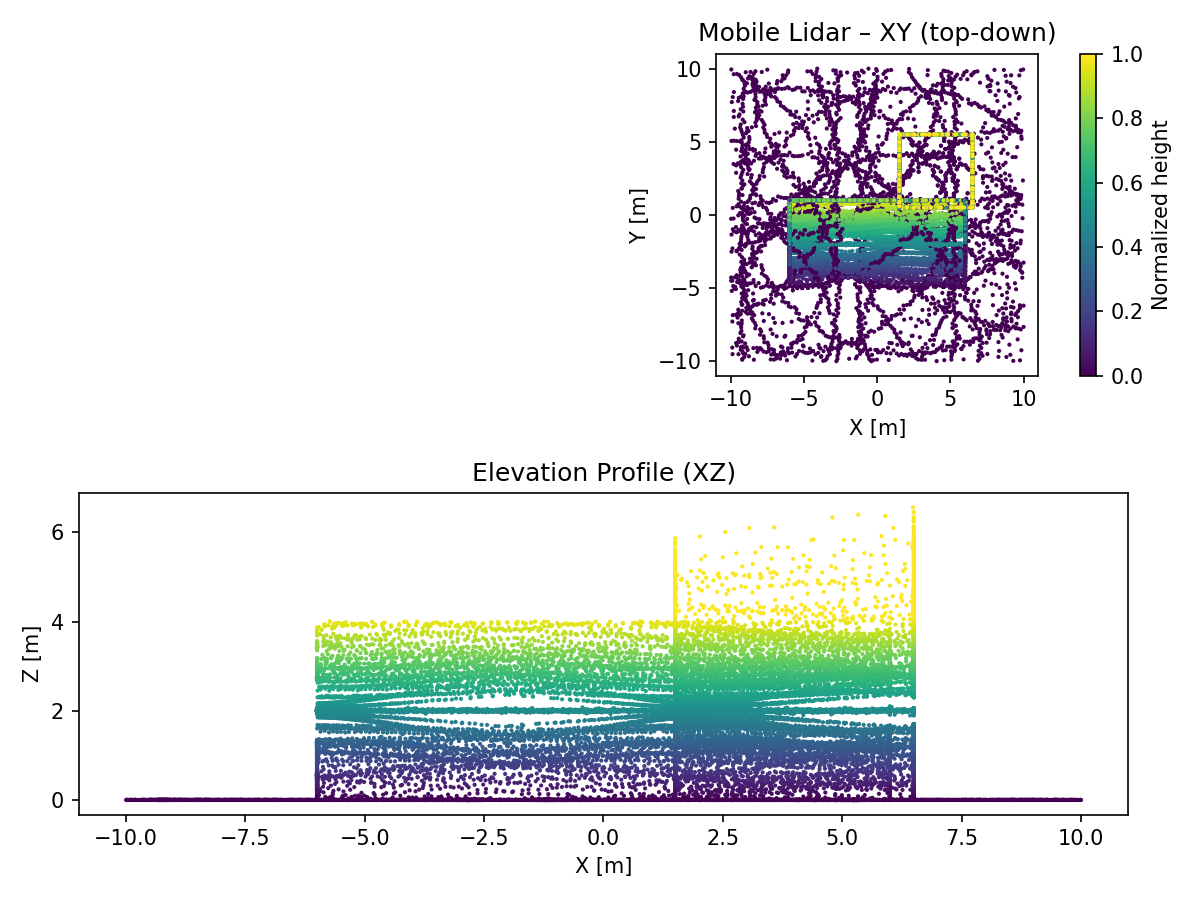 Mobile Lidar – XY (top-down)
10
5
0
−5
−10
Y [m]
−10 −5 0 5 10
X [m]
1.0
0.8
0.6
0.4
0.2
0.0
Normalized height
Elevation Profile (XZ)
6
4
2
0
Z [m]
−10.0 −7.5 −5.0 −2.5 0.0 2.5 5.0 7.5 10.0
X [m]